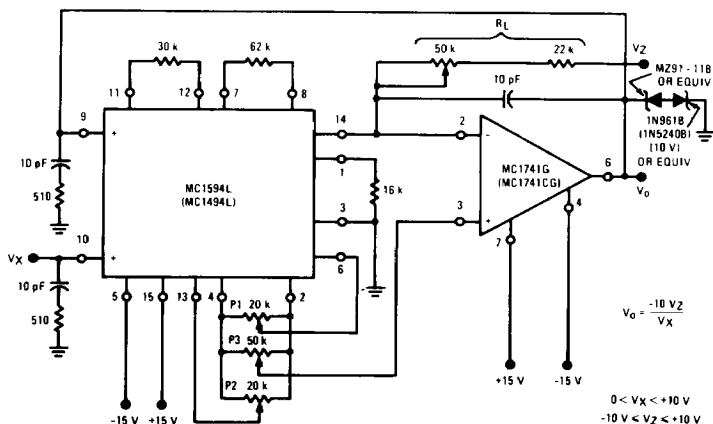 RL
30 k
62 k
50 k
22 k
VZ
11
12
7
8
10 pF
MZ92-11B
OR EQUIV
9
14
2
1N961B
(1N5240B)
(10 V)
OR EQUIV
+
−
10 pF
510
1
16 k
MC1594L
(MC1494L)
MC1741G
(MC1741CG)
6
Vo
4
3
3
+
VX
10
+
6
7
10 pF
510
5
15
13
4
2
P1
20 k
P3
50 k
P2
20 k
-15 V
+15 V
+15 V
-15 V
Vo = -10 VZ / VX
0 < VX < +10 V
-10 V ≤ VZ ≤ +10 V